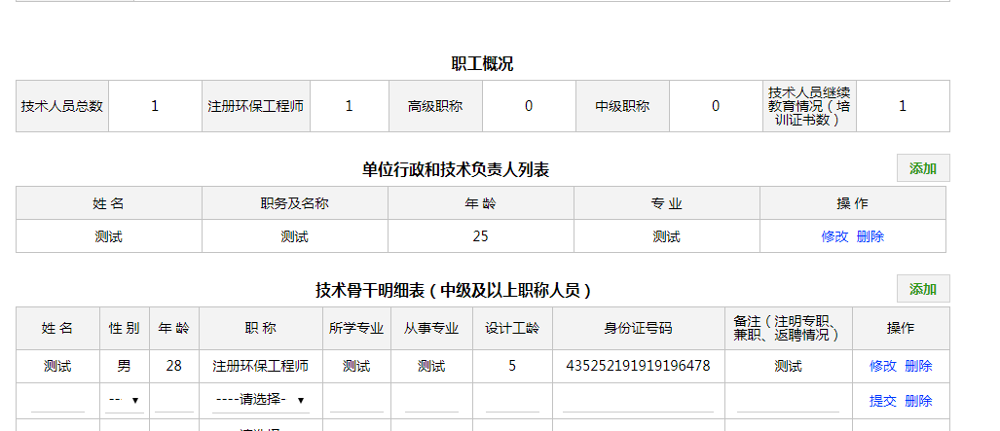 职工概况
技术人员总数 1 注册环保工程师 1 高级职称 0 中级职称 0 技术人员继续
教育情况（培
训证书数） 1
单位行政和技术负责人列表 添加
姓 名 职务及名称 年 龄 专 业 操 作
测试 测试 25 测试 修改 删除
技术骨干明细表（中级及以上职称人员） 添加
姓 名 性 别 年 龄 职 称 所学专业 从事专业 设计工龄 身份证号码 备注（注明专职、
兼职、返聘情况） 操作
测试 男 28 注册环保工程师 测试 测试 5 435252191919196478 测试 修改 删除
-- ----请选择- 提交 删除